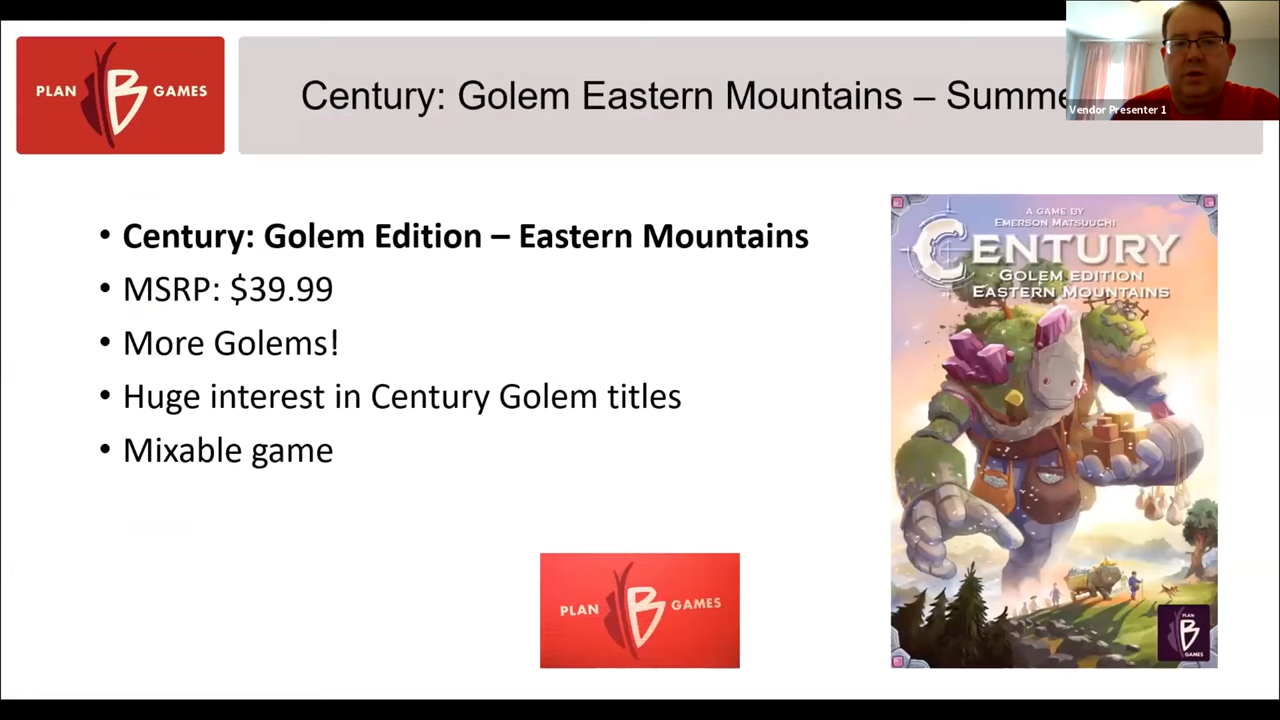 PLAN B GAMES
Century: Golem Eastern Mountains – Summe
Vendor Presenter 1
• Century: Golem Edition – Eastern Mountains
• MSRP: $39.99
• More Golems!
• Huge interest in Century Golem titles
• Mixable game
A GAME BY
EMERSON MATSUUCHI
CENTURY
GOLEM EDITION
EASTERN MOUNTAINS
PLAN B GAMES
PLAN
B
GAMES